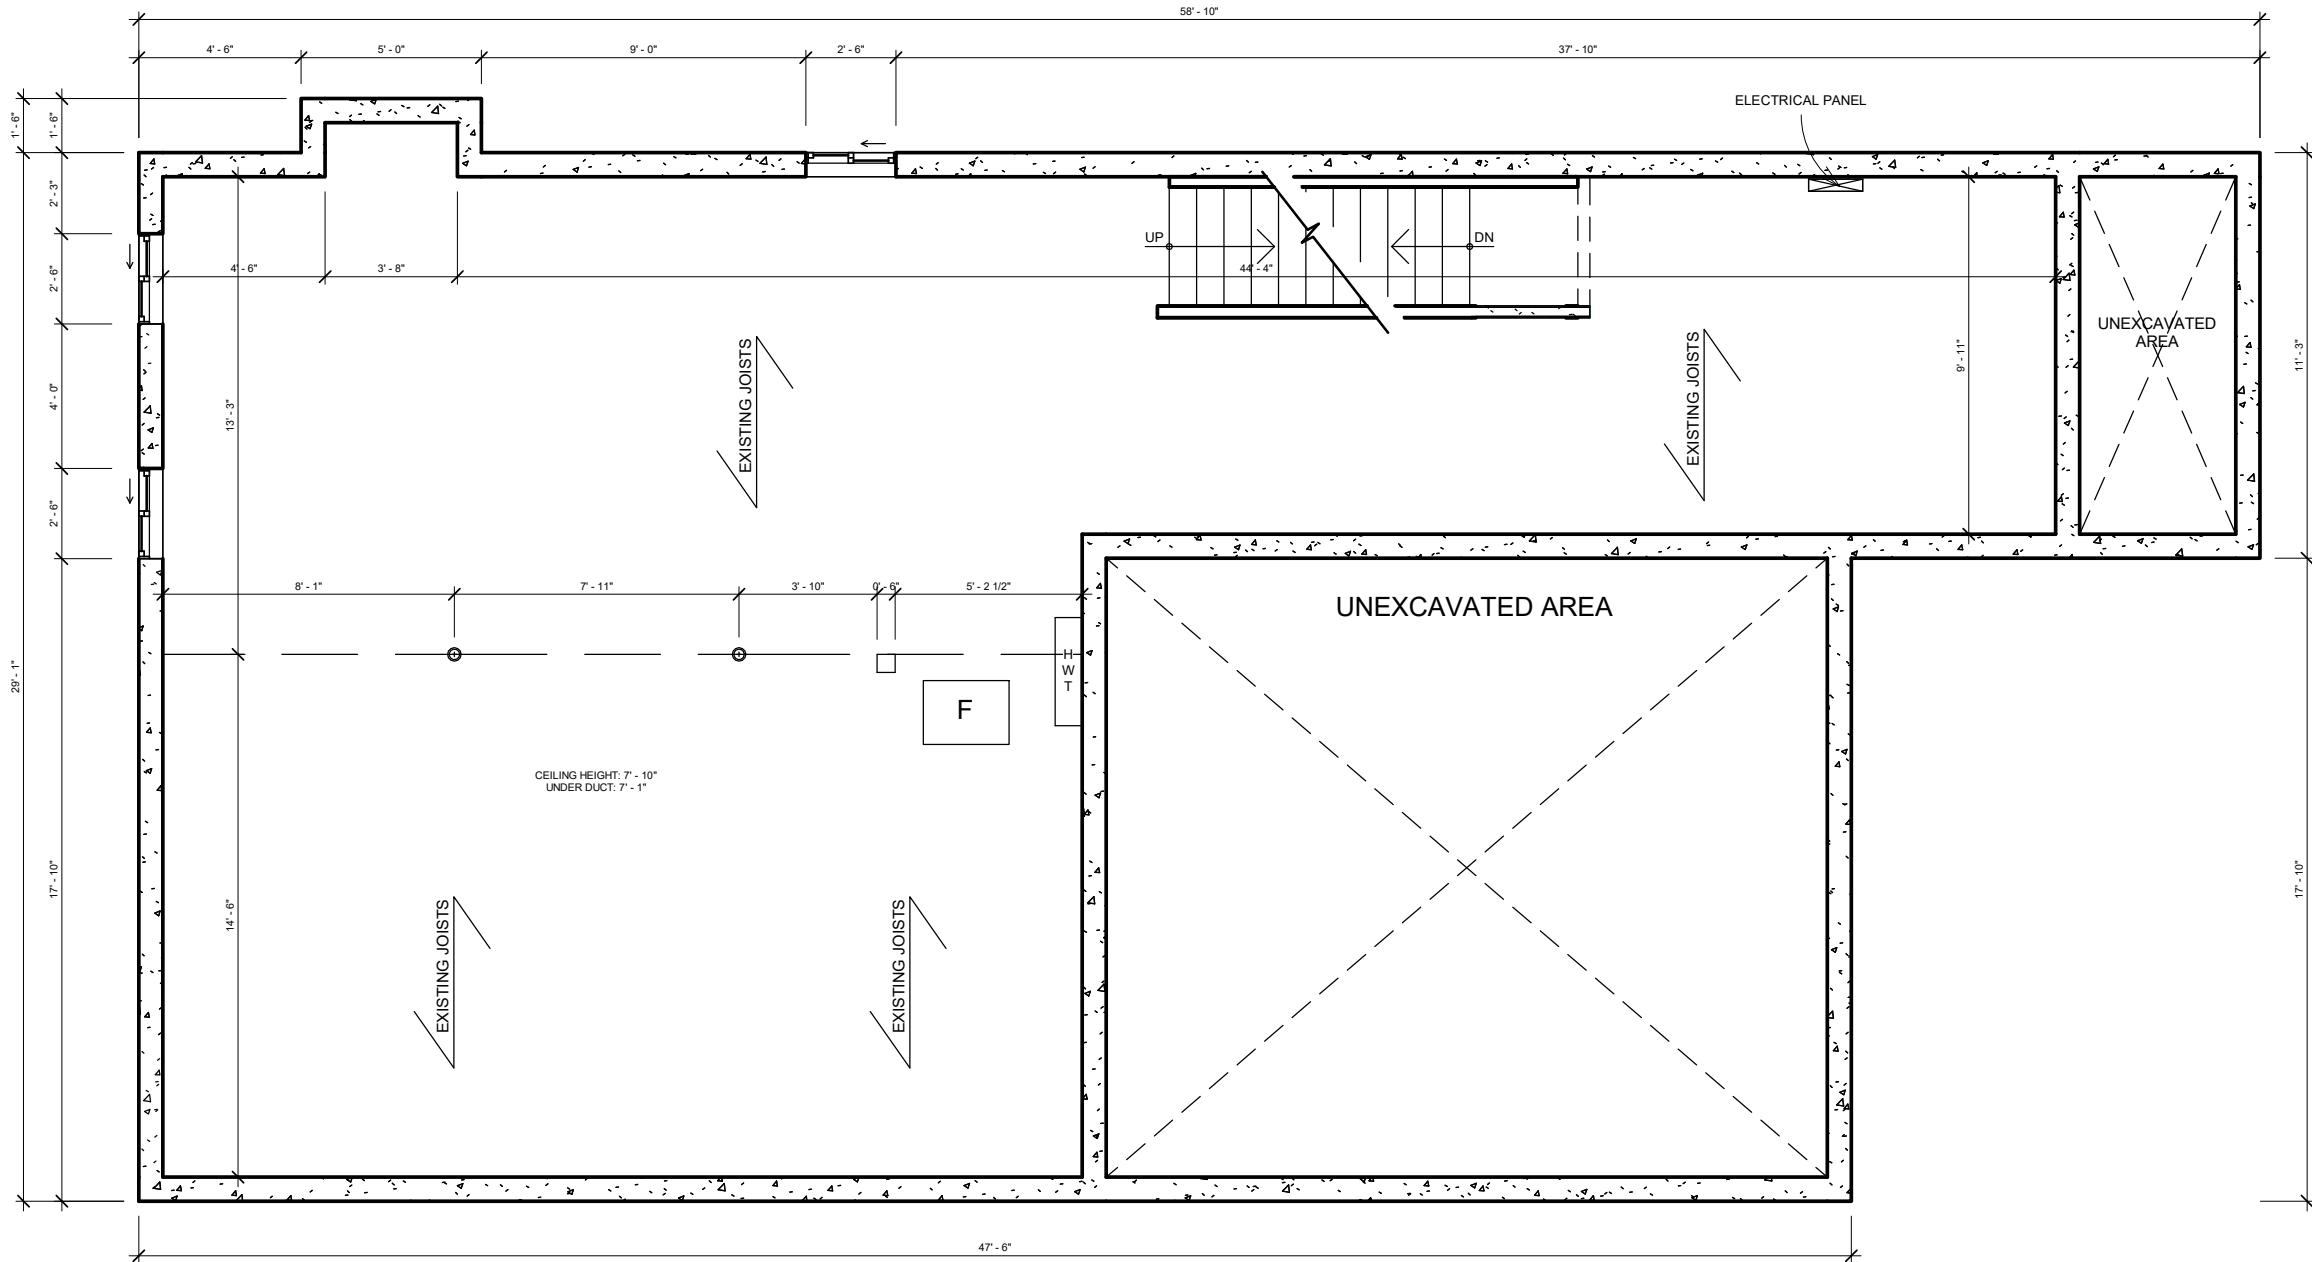 58' - 10"
4' - 6"
5' - 0"
9' - 0"
2' - 6"
37' - 10"
ELECTRICAL PANEL
1' - 6"
1' - 6"
2' - 3"
2' - 6"
4' - 0"
2' - 6"
29' - 1"
17' - 10"
UP
DN
4' - 6"
3' - 8"
44' - 4"
13' - 3"
EXISTING JOISTS
EXISTING JOISTS
9' - 11"
UNEXCAVATED
AREA
11' - 3"
8' - 1"
7' - 11"
3' - 10"
0' - 6"
5' - 2 1/2"
UNEXCAVATED AREA
H
W
T
F
CEILING HEIGHT: 7' - 10"
UNDER DUCT: 7' - 1"
14' - 6"
EXISTING JOISTS
EXISTING JOISTS
17' - 10"
47' - 6"